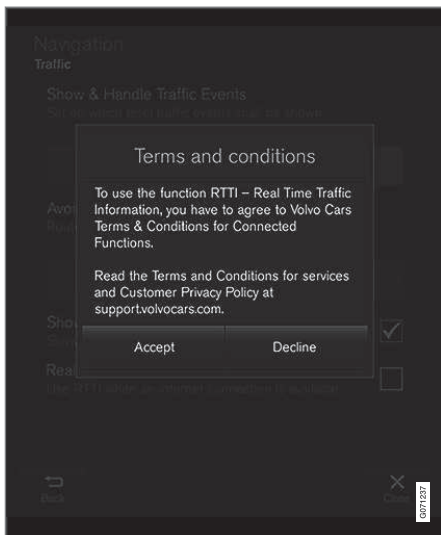 Navigation
Traffic
Show & Handle Traffic Events
Terms and conditions
To use the function RTTI – Real Time Traffic
Information, you have to agree to Volvo Cars
Terms & Conditions for Connected
Functions.
Read the Terms and Conditions for services
and Customer Privacy Policy at
support.volvocars.com.
Accept
Decline
Back
Close
G071237